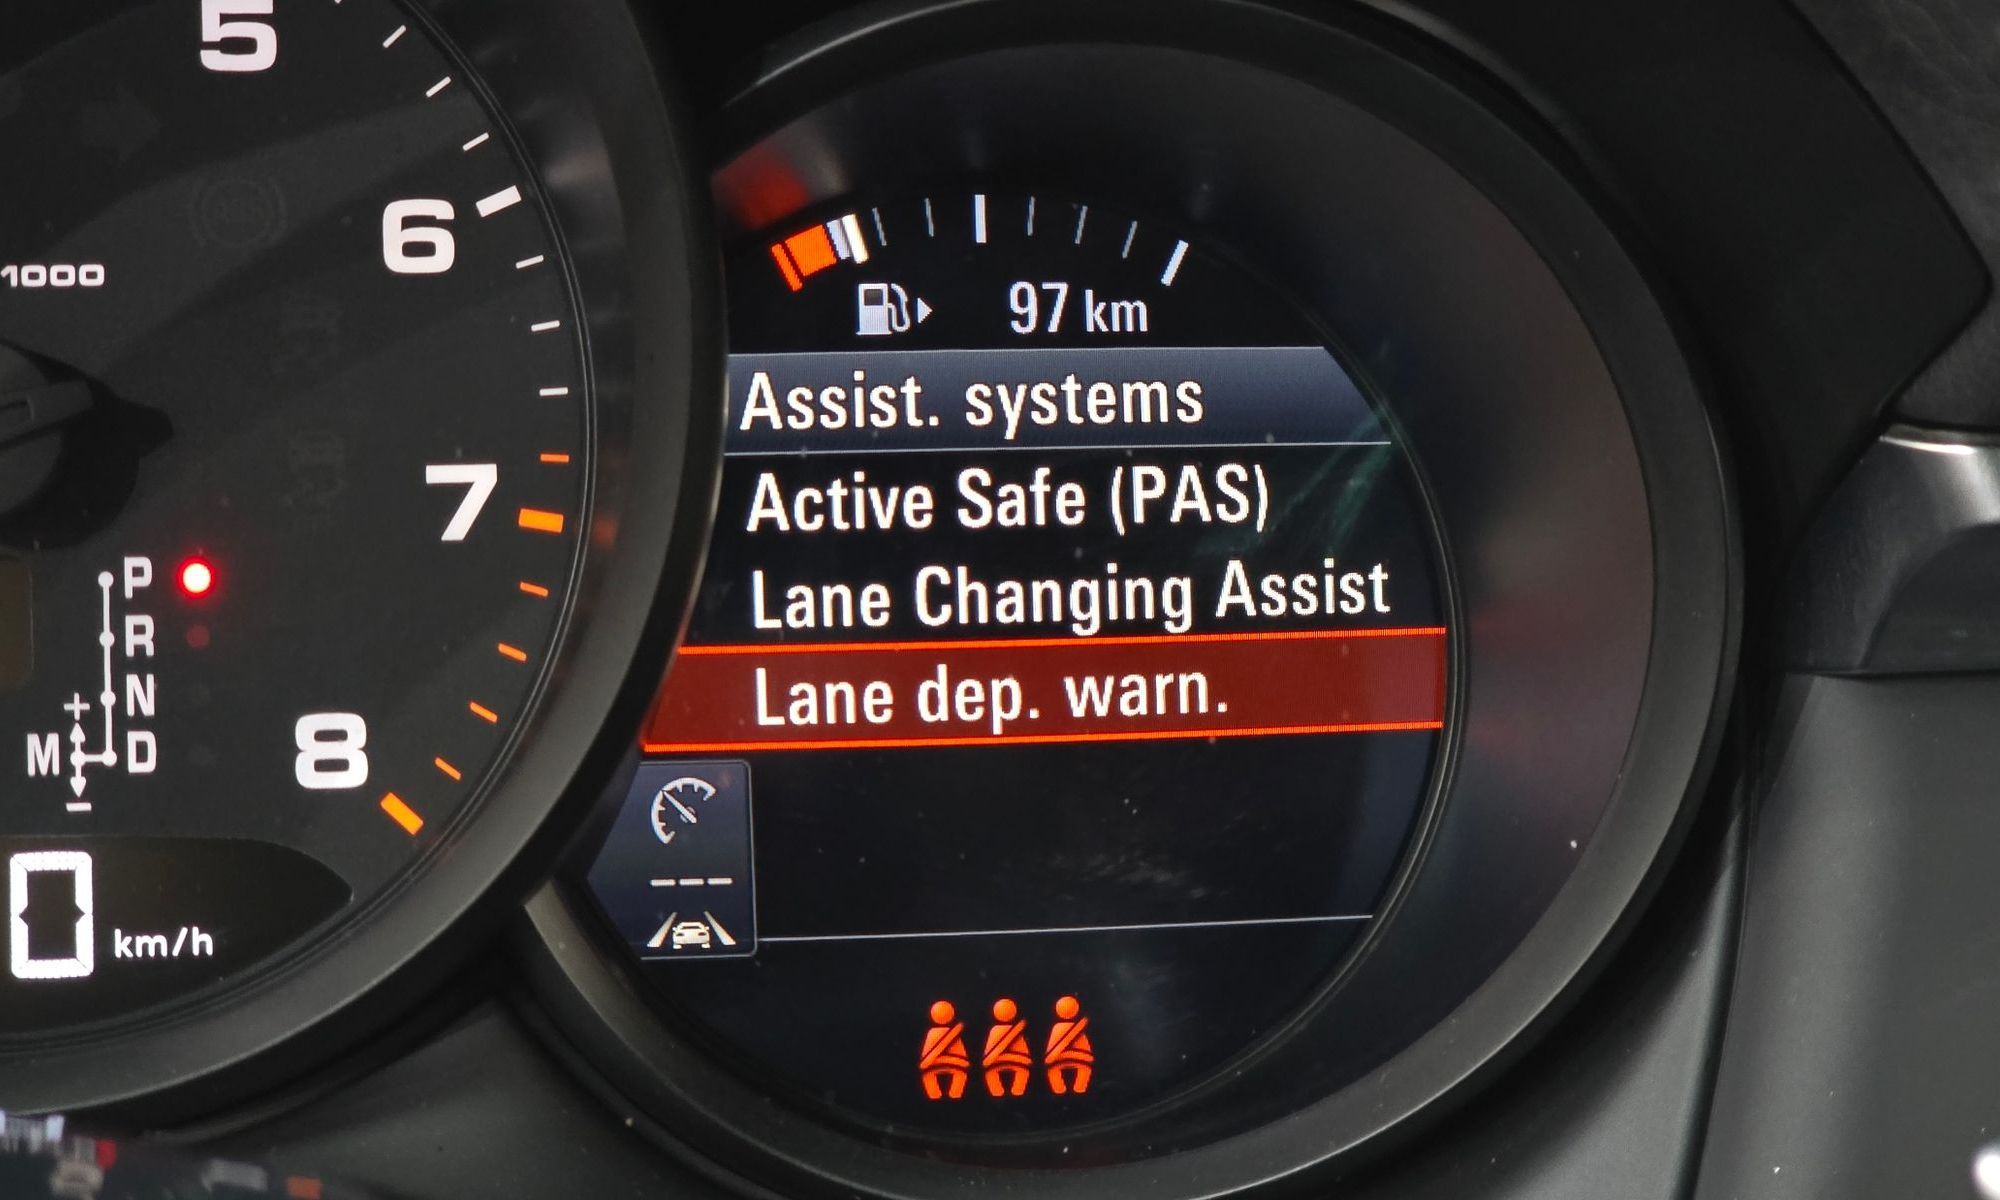 5
6
1000
7
8
P
R
N
M D
+
−
0 km/h
97 km
Assist. systems
Active Safe (PAS)
Lane Changing Assist
Lane dep. warn.